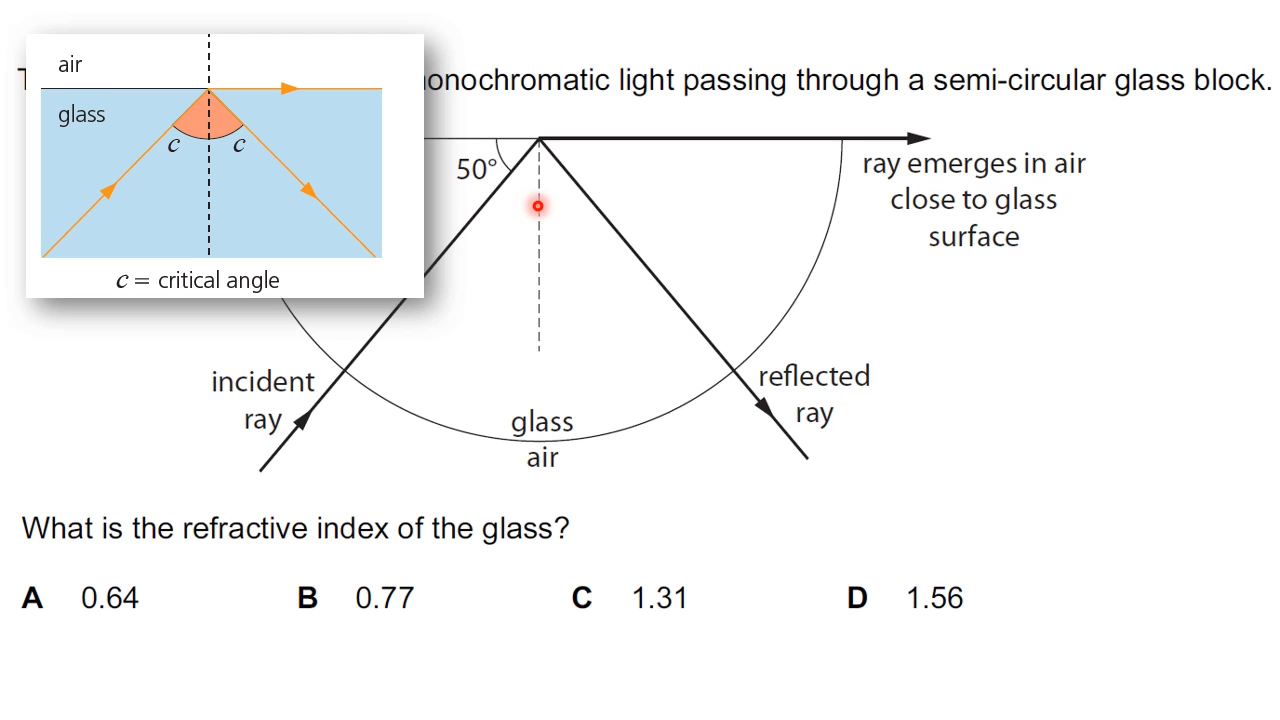 air
glass
c
c
c = critical angle
monochromatic light passing through a semi-circular glass block.
50°
ray emerges in air
close to glass
surface
incident
ray
reflected
ray
glass
air
What is the refractive index of the glass?
A 0.64 B 0.77 C 1.31 D 1.56